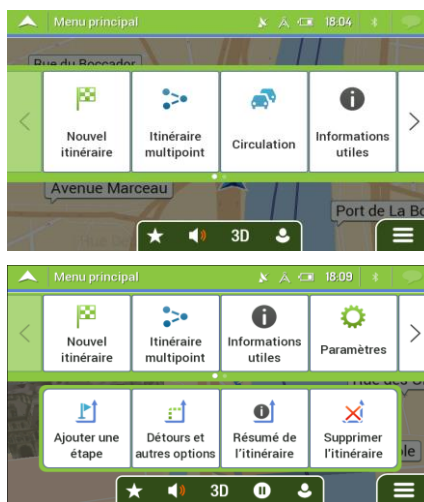 Menu principal 18:04
Rue du Boccador
Nouvel itinéraire
Itinéraire multipoint
Circulation
Informations utiles
Avenue Marceau
Port de La Bo
3D
Menu principal 18:09
Nouvel itinéraire
Itinéraire multipoint
Informations utiles
Paramètres
Ajouter une étape
Détours et autres options
Résumé de l'itinéraire
Supprimer l'itinéraire
3D